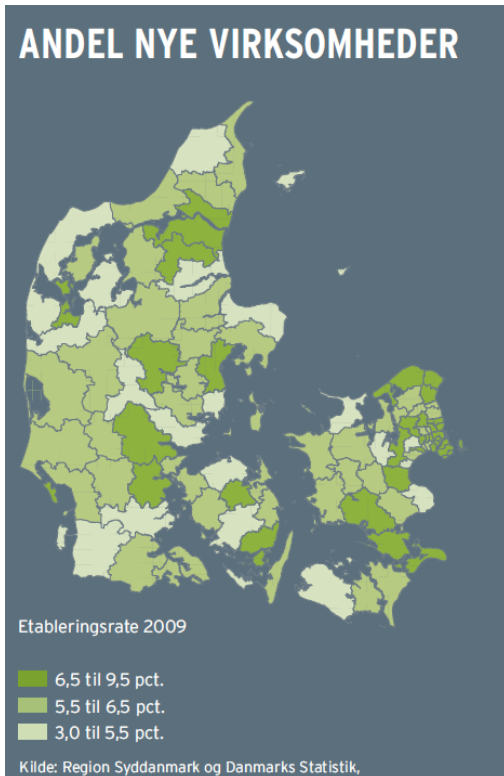 ANDEL NYE VIRKSOMHEDER
Etableringsrate 2009
6,5 til 9,5 pct.
5,5 til 6,5 pct.
3,0 til 5,5 pct.
Kilde: Region Syddanmark og Danmarks Statistik,